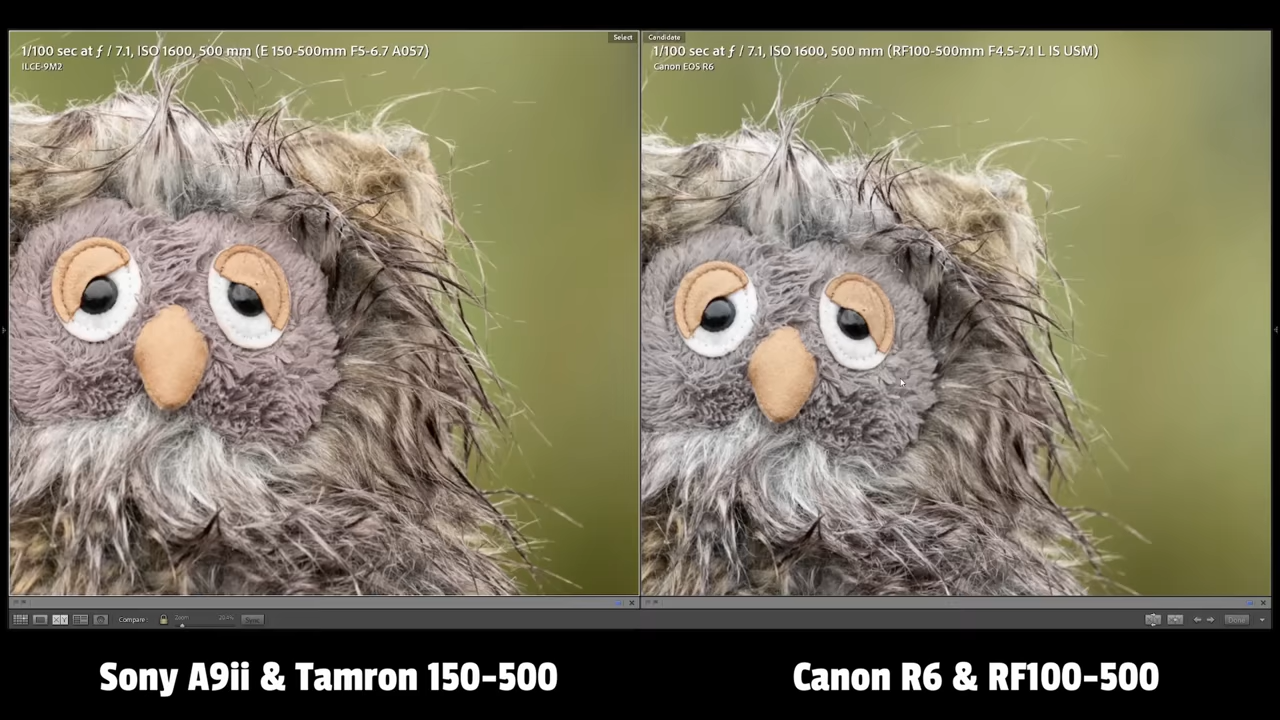 1/100 sec at ƒ / 7.1, ISO 1600, 500 mm (E 150-500mm F5-6.7 A057)
Select
ILCE-9M2
Candidate
1/100 sec at ƒ / 7.1, ISO 1600, 500 mm (RF100-500mm F4.5-7.1 L IS USM)
Canon EOS R6
Compare :
Zoom
Sync
Done
Sony A9ii & Tamron 150-500
Canon R6 & RF100-500